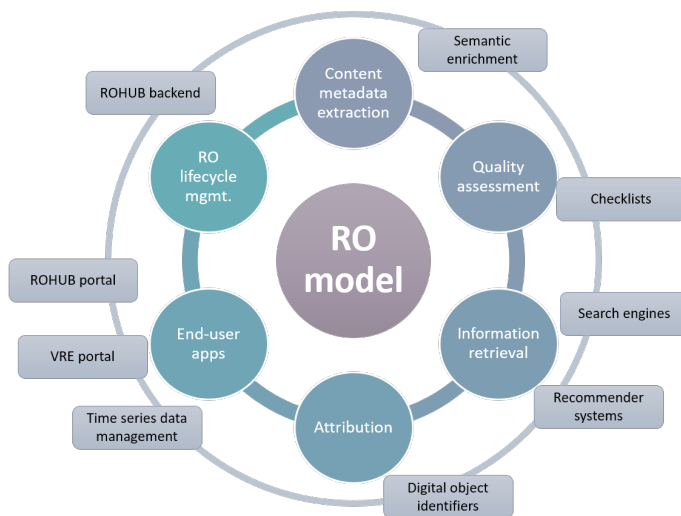 Semantic
enrichment
ROHUB backend
Content
metadata
extraction
RO
lifecycle
mgmt.
Quality
assessment
Checklists
RO
model
ROHUB portal
Search engines
End-user
apps
Information
retrieval
VRE portal
Recommender
systems
Time series data
management
Attribution
Digital object
identifiers